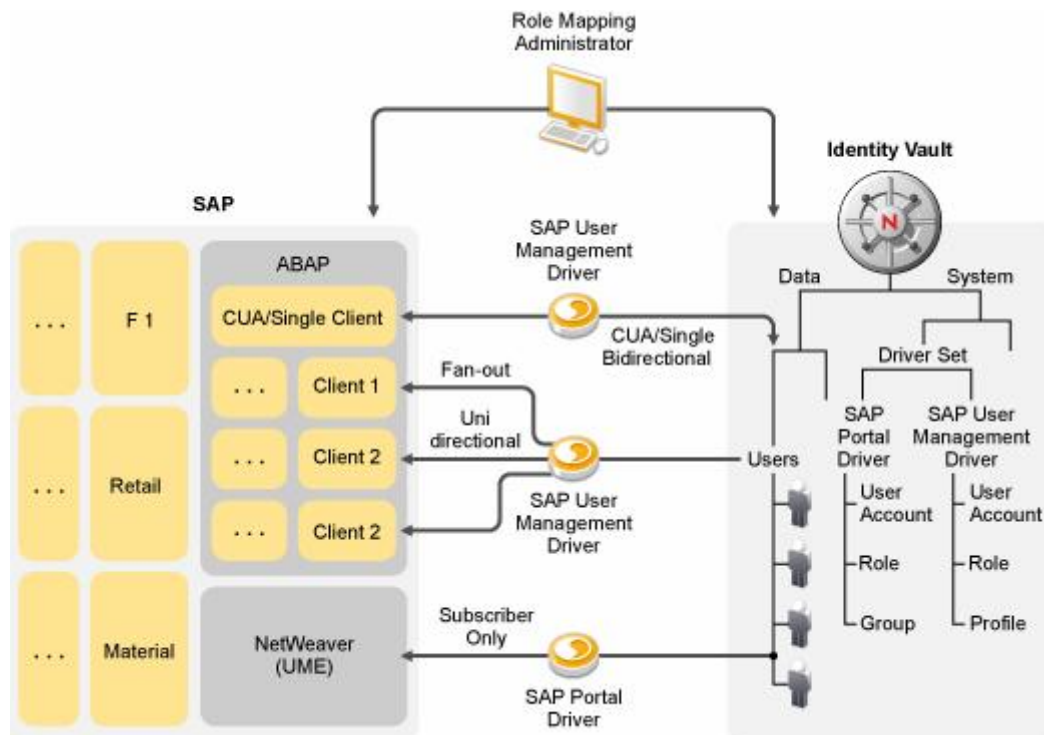 Role Mapping
Administrator
Identity Vault
N
SAP
SAP User
Management
Driver
ABAP
Data
System
. . .
F 1
CUA/Single Client
CUA/Single
Bidirectional
Driver Set
Fan-out
. . .
Client 1
Uni
directional
SAP
Portal
Driver
SAP User
Management
Driver
. . .
Retail
. . .
Client 2
Users
SAP User
Management
Driver
User
Account
User
Account
. . .
Client 2
Role
Role
Subscriber
Only
Group
Profile
. . .
Material
NetWeaver
(UME)
SAP Portal
Driver